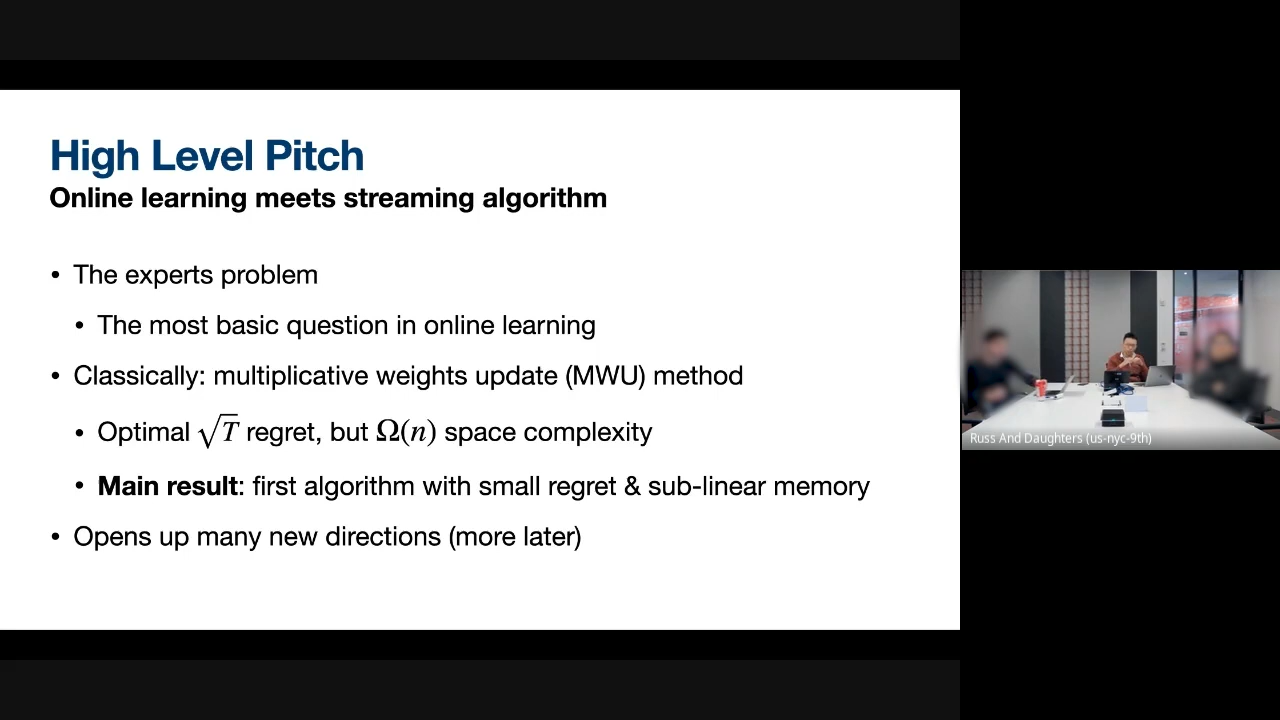 High Level Pitch
Online learning meets streaming algorithm
• The experts problem
• The most basic question in online learning
• Classically: multiplicative weights update (MWU) method
• Optimal √T regret, but Ω(n) space complexity
• Main result: first algorithm with small regret & sub-linear memory
• Opens up many new directions (more later)
Russ And Daughters (us-nyc-9th)